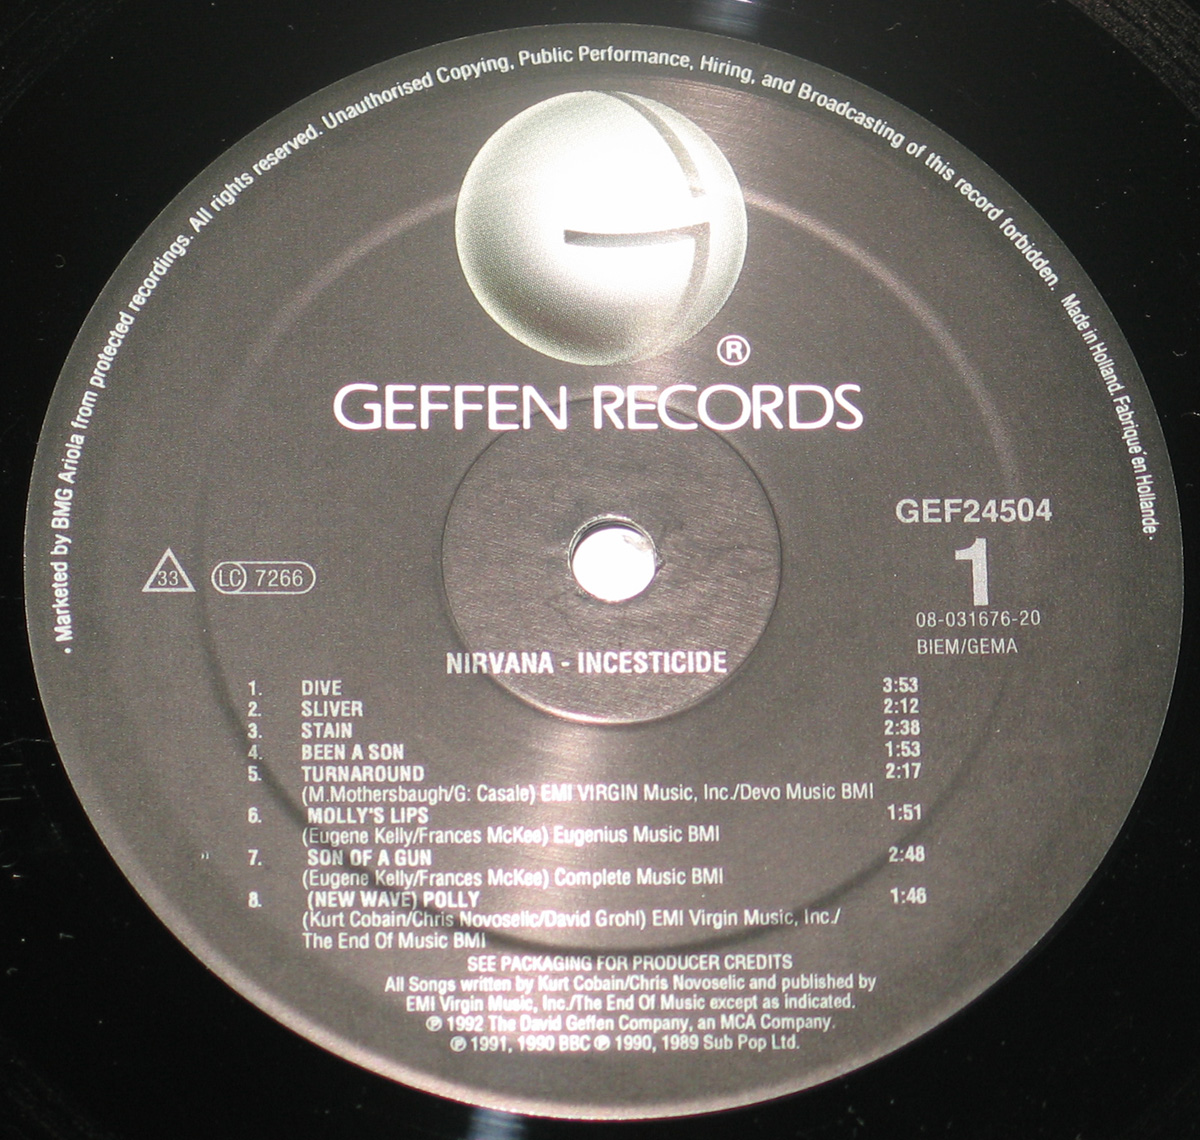 · Marketed by BMG Ariola from protected recordings. All rights reserved. Unauthorised Copying, Public Performance, Hiring, and Broadcasting of this record forbidden. Made in Holland. Fabrique´en Hollande·
®
GEFFEN RECORDS
GEF24504
1
33 LC 7266
08-031676-20
BIEM/GEMA
NIRVANA - INCESTICIDE
1. DIVE 3:53
2. SLIVER 2:12
3. STAIN 2:38
4. BEEN A SON 1:53
5. TURNAROUND 2:17
(M.Mothersbaugh/G: Casale) EMI VIRGIN Music, Inc./Devo Music BMI
6. MOLLY'S LIPS 1:51
(Eugene Kelly/Frances McKee) Eugenius Music BMI
7. SON OF A GUN 2:48
(Eugene Kelly/Frances McKee) Complete Music BMI
8. (NEW WAVE) POLLY 1:46
(Kurt Cobain/Chris Novoselic/David Grohl) EMI Virgin Music, Inc./
The End Of Music BMI
SEE PACKAGING FOR PRODUCER CREDITS
All Songs written by Kurt Cobain/Chris Novoselic and published by
EMI Virgin Music, Inc./The End Of Music except as indicated.
℗ 1992 The David Geffen Company, an MCA Company.
℗ 1991, 1990 BBC ℗ 1990, 1989 Sub Pop Ltd.